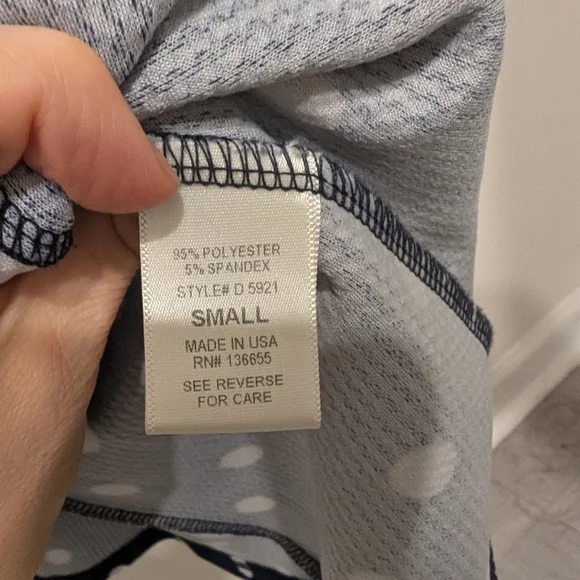 95% POLYESTER
5% SPANDEX
STYLE# D 5921
SMALL
MADE IN USA
RN# 136655
SEE REVERSE
FOR CARE